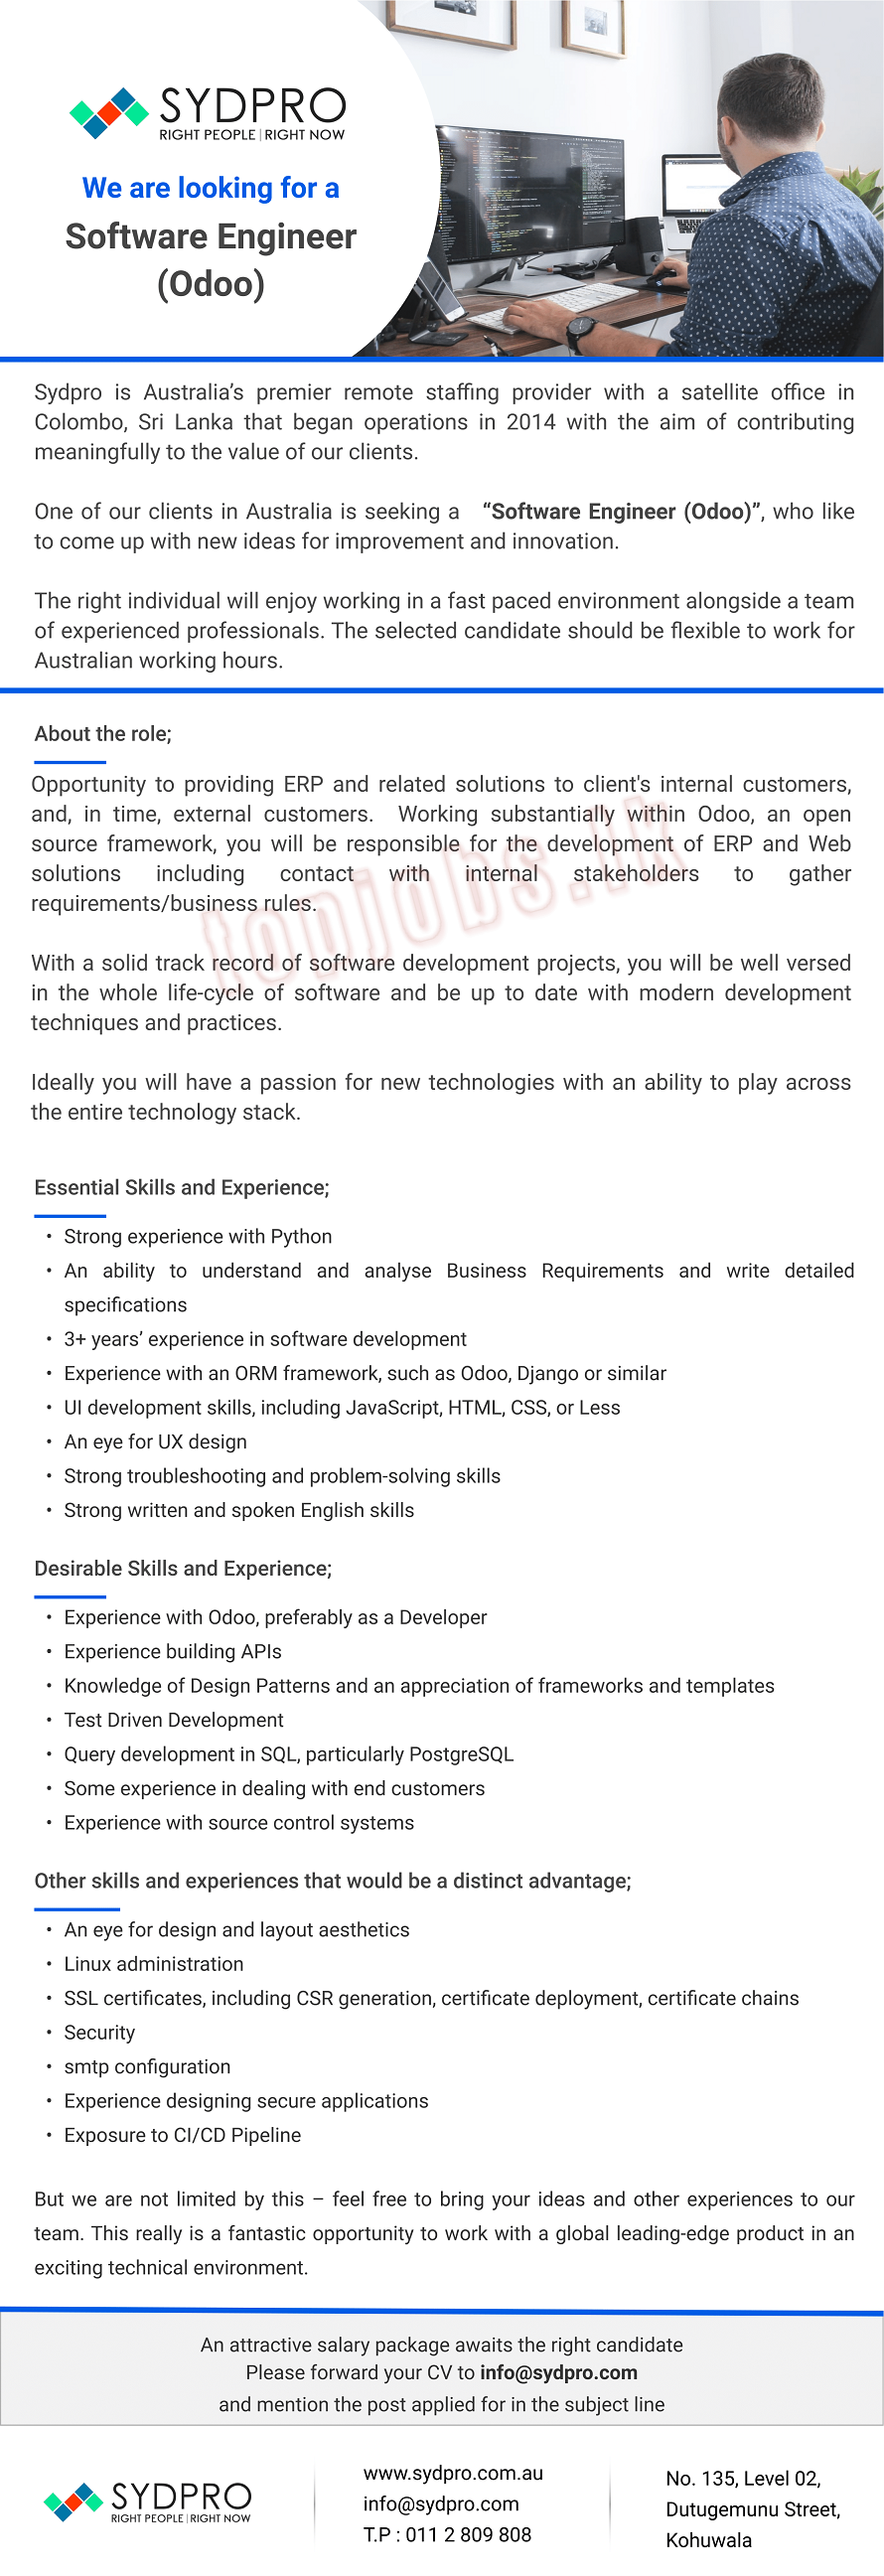 SYDPRO
RIGHT PEOPLE | RIGHT NOW
We are looking for a
Software Engineer
(Odoo)
Sydpro is Australia’s premier remote staffing provider with a satellite office in
Colombo, Sri Lanka that began operations in 2014 with the aim of contributing
meaningfully to the value of our clients.
One of our clients in Australia is seeking a “Software Engineer (Odoo)”, who like
to come up with new ideas for improvement and innovation.
The right individual will enjoy working in a fast paced environment alongside a team
of experienced professionals. The selected candidate should be flexible to work for
Australian working hours.
About the role;
Opportunity to providing ERP and related solutions to client's internal customers,
and, in time, external customers. Working substantially within Odoo, an open
source framework, you will be responsible for the development of ERP and Web
solutions including contact with internal stakeholders to gather
requirements/business rules.
topjobs.lk
With a solid track record of software development projects, you will be well versed
in the whole life-cycle of software and be up to date with modern development
techniques and practices.
Ideally you will have a passion for new technologies with an ability to play across
the entire technology stack.
Essential Skills and Experience;
• Strong experience with Python
• An ability to understand and analyse Business Requirements and write detailed
specifications
• 3+ years’ experience in software development
• Experience with an ORM framework, such as Odoo, Django or similar
• UI development skills, including JavaScript, HTML, CSS, or Less
• An eye for UX design
• Strong troubleshooting and problem-solving skills
• Strong written and spoken English skills
Desirable Skills and Experience;
• Experience with Odoo, preferably as a Developer
• Experience building APIs
• Knowledge of Design Patterns and an appreciation of frameworks and templates
• Test Driven Development
• Query development in SQL, particularly PostgreSQL
• Some experience in dealing with end customers
• Experience with source control systems
Other skills and experiences that would be a distinct advantage;
• An eye for design and layout aesthetics
• Linux administration
• SSL certificates, including CSR generation, certificate deployment, certificate chains
• Security
• smtp configuration
• Experience designing secure applications
• Exposure to CI/CD Pipeline
But we are not limited by this – feel free to bring your ideas and other experiences to our
team. This really is a fantastic opportunity to work with a global leading-edge product in an
exciting technical environment.
An attractive salary package awaits the right candidate
Please forward your CV to info@sydpro.com
and mention the post applied for in the subject line
SYDPRO
RIGHT PEOPLE | RIGHT NOW
www.sydpro.com.au
info@sydpro.com
T.P : 011 2 809 808
No. 135, Level 02,
Dutugemunu Street,
Kohuwala